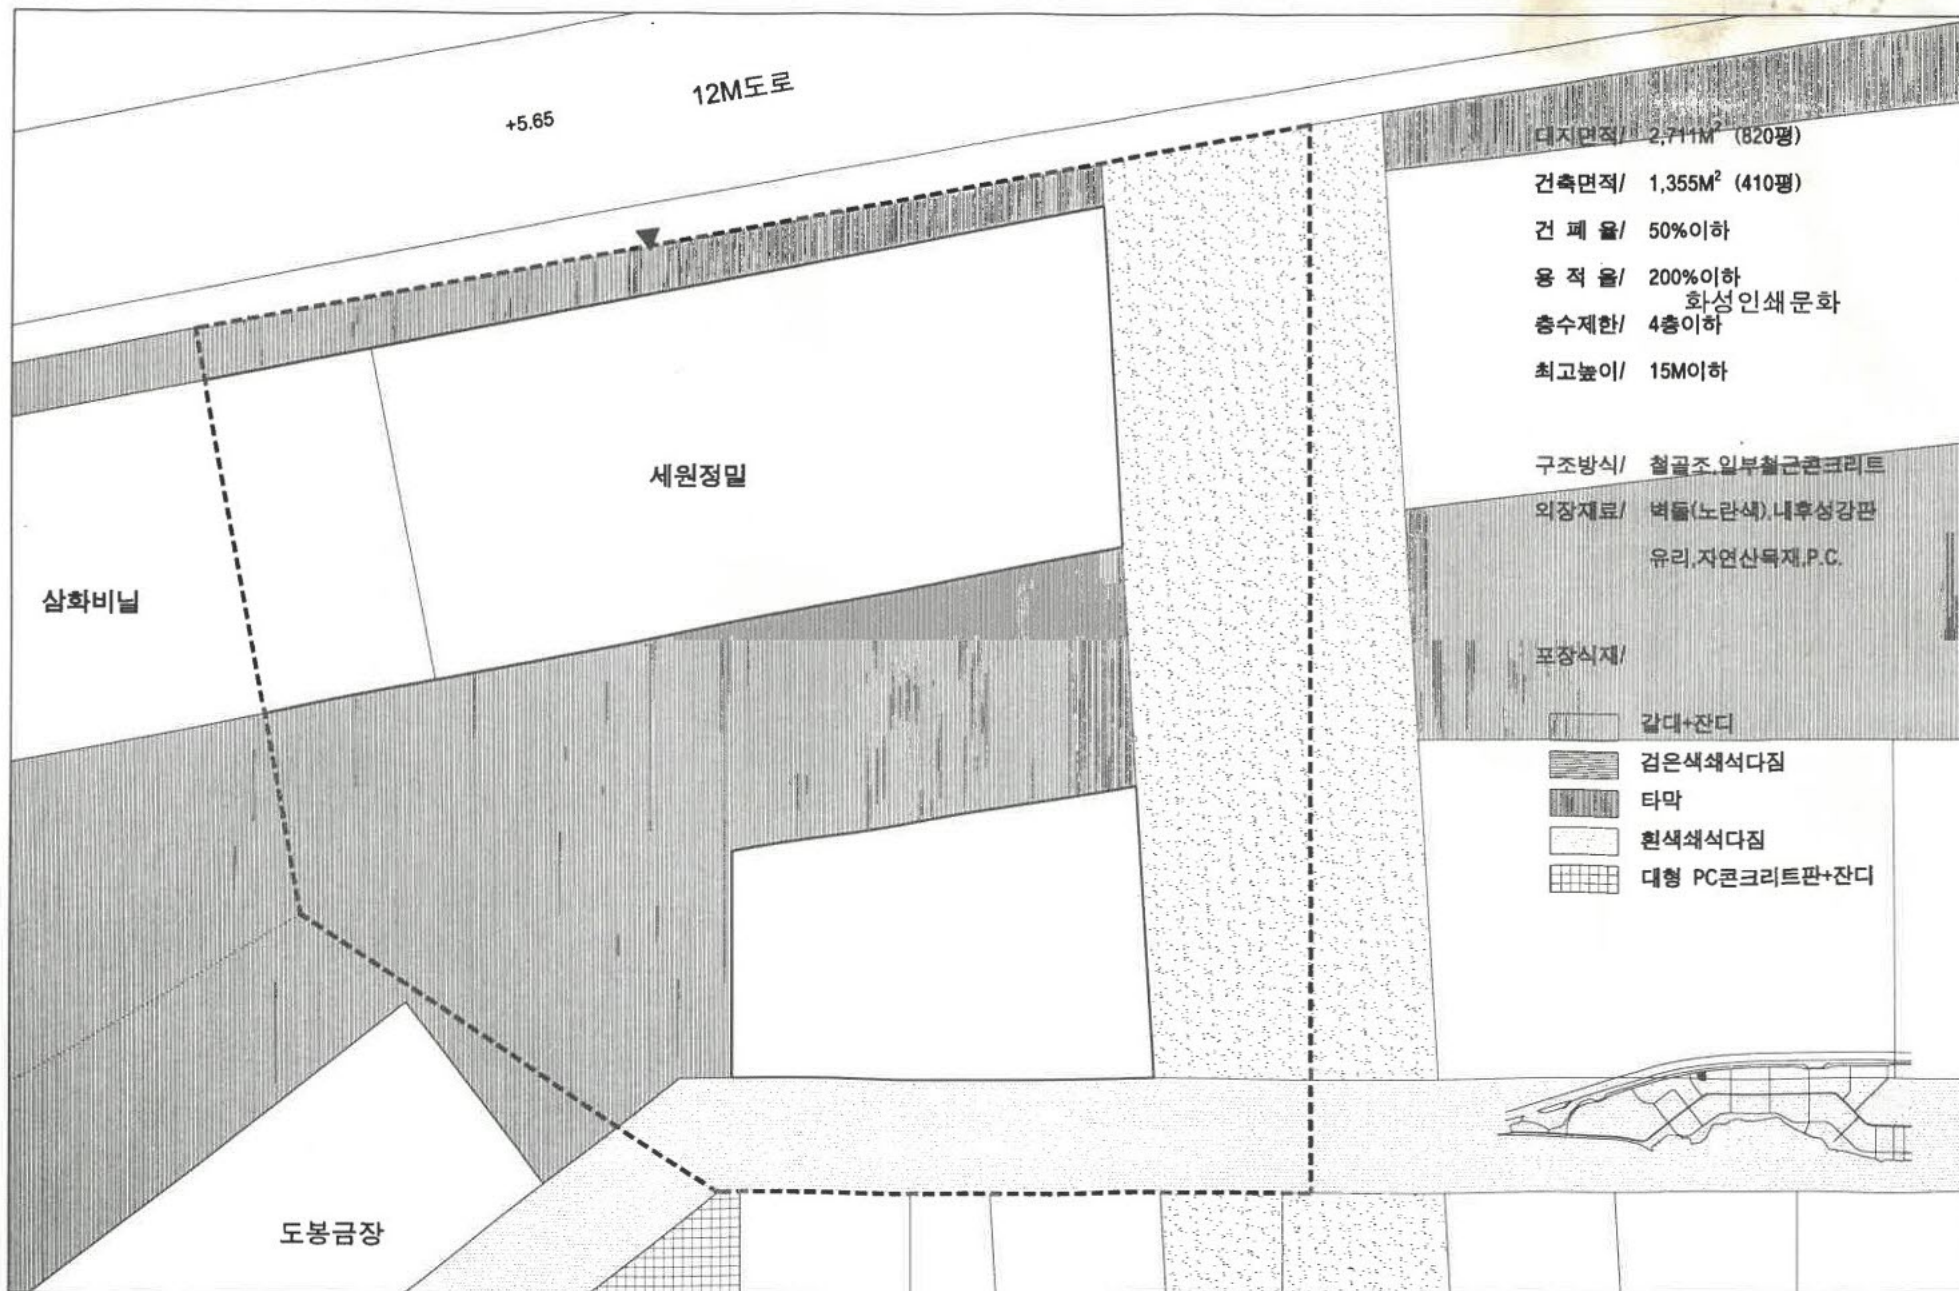 12M도로
+5.65
대지면적/ 2,711M² (820평)
건축면적/ 1,355M² (410평)
건 폐 율/ 50%이하
용 적 율/ 200%이하
화성인쇄문화
층수제한/ 4층이하
최고높이/ 15M이하
세원정밀
구조방식/ 철골조,일부철근콘크리트
외장재료/ 벽돌(노란색),내후성강판
유리,자연산목재,P.C.
삼화비닐
포장식재/
갈대+잔디
검은색쇄석다짐
타막
흰색쇄석다짐
대형 PC콘크리트판+잔디
도봉금장